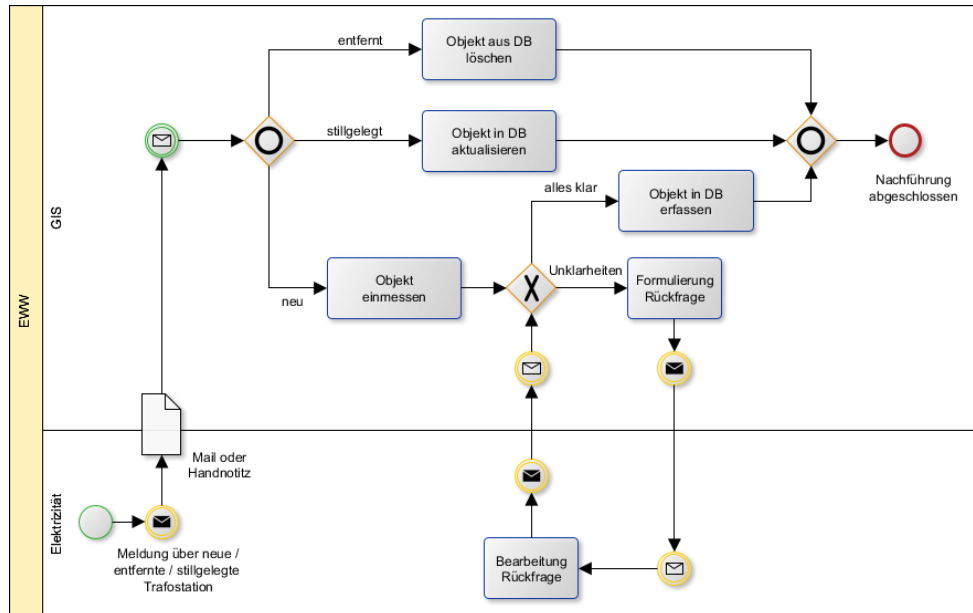 EWW
GIS
Elektrizität
entfernt
Objekt aus DB
löschen
stillgelegt
Objekt in DB
aktualisieren
Nachführung
abgeschlossen
alles klar
Objekt in DB
erfassen
neu
Objekt
einmessen
X
Unklarheiten
Formulierung
Rückfrage
Mail oder
Handnotitz
Meldung über neue /
entfernte / stillgelegte
Trafostation
Bearbeitung
Rückfrage